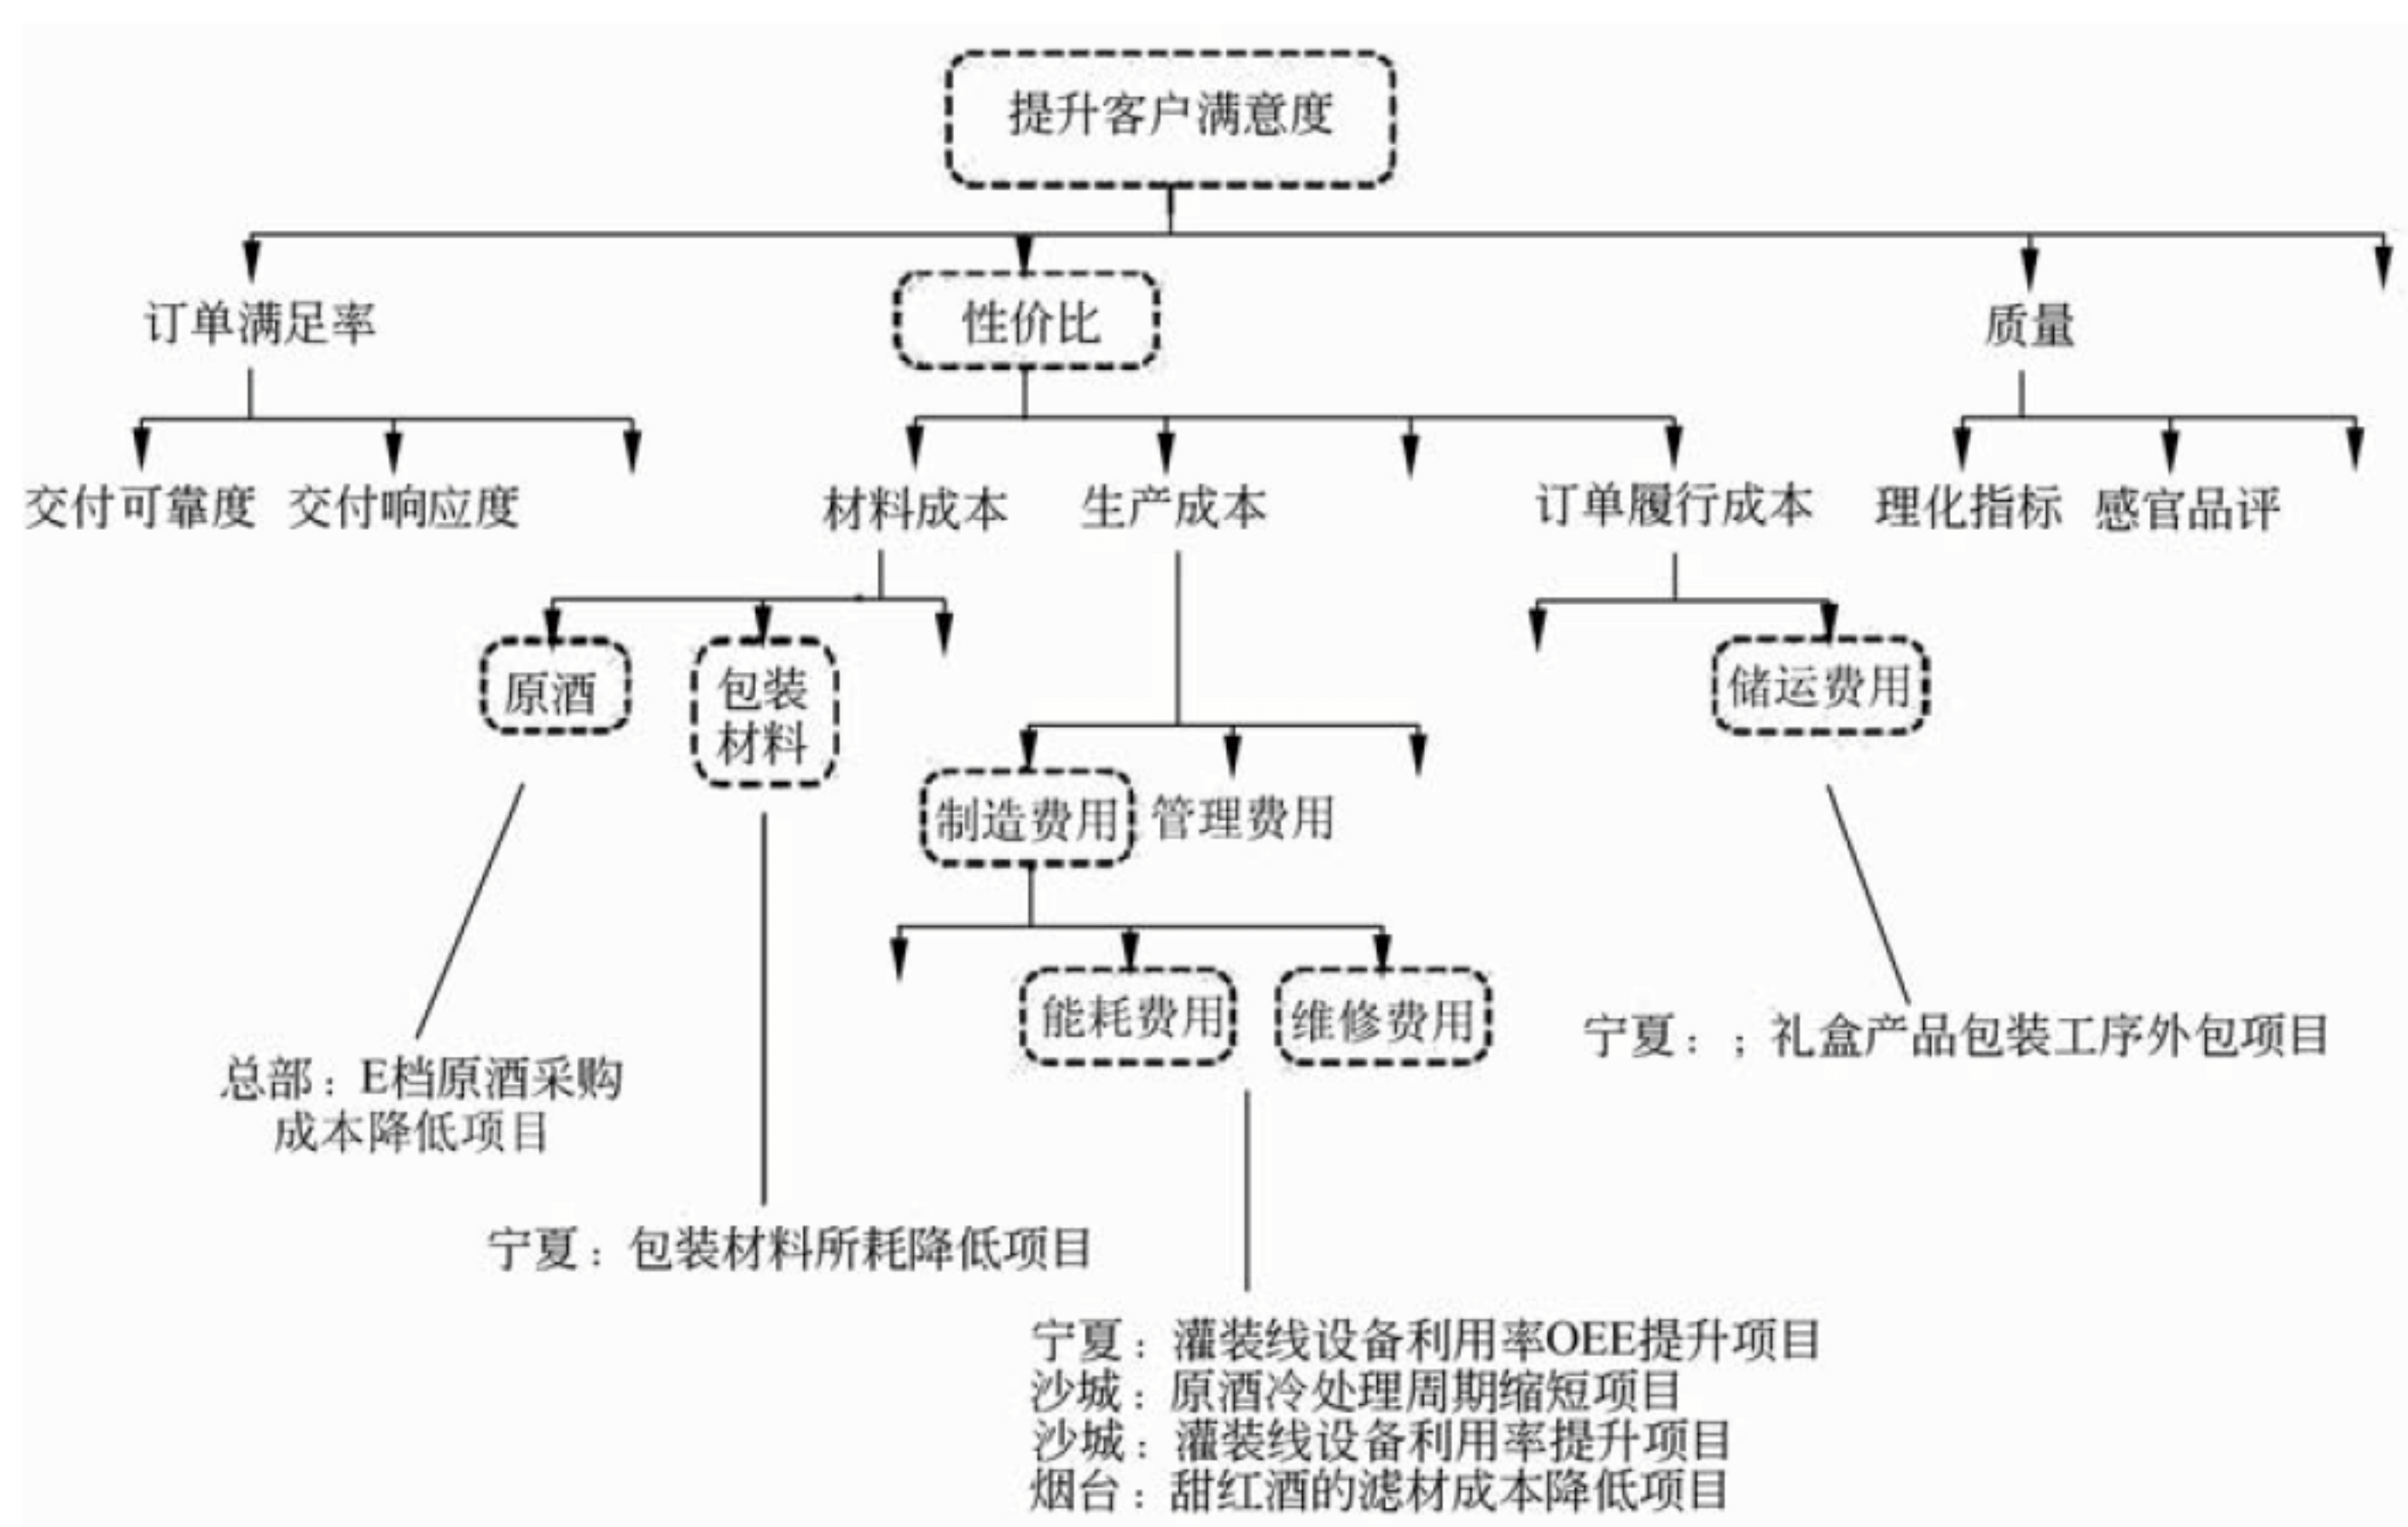 提升客户满意度
订单满足率
性价比
质量
交付可靠度
交付响应度
材料成本
生产成本
订单履行成本
理化指标
感官品评
原酒
包装
材料
储运费用
制造费用
管理费用
能耗费用
维修费用
宁夏：；礼盒产品包装工序外包项目
总部：E档原酒采购
成本降低项目
宁夏：包装材料所耗降低项目
宁夏：灌装线设备利用率OEE提升项目
沙城：原酒冷处理周期缩短项目
沙城：灌装线设备利用率提升项目
烟台：甜红酒的滤材成本降低项目